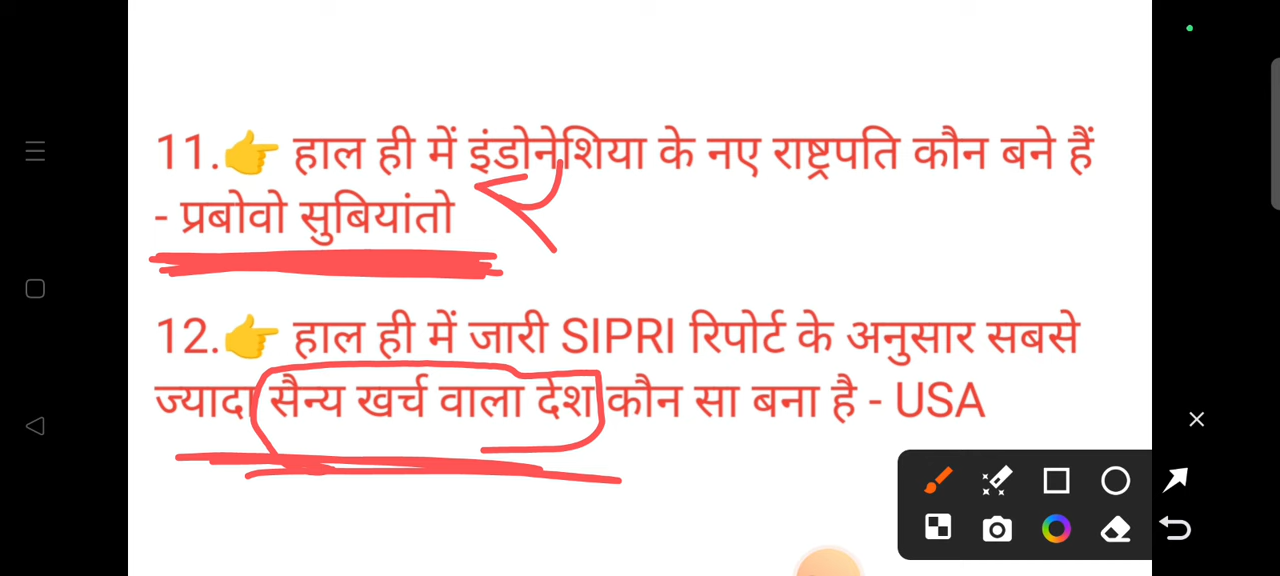 11.👉 हाल ही में इंडोनेशिया के नए राष्ट्रपति कौन बने हैं
- प्रबोवो सुबियांतो
12.👉 हाल ही में जारी SIPRI रिपोर्ट के अनुसार सबसे
ज्यादा सैन्य खर्च वाला देश कौन सा बना है - USA